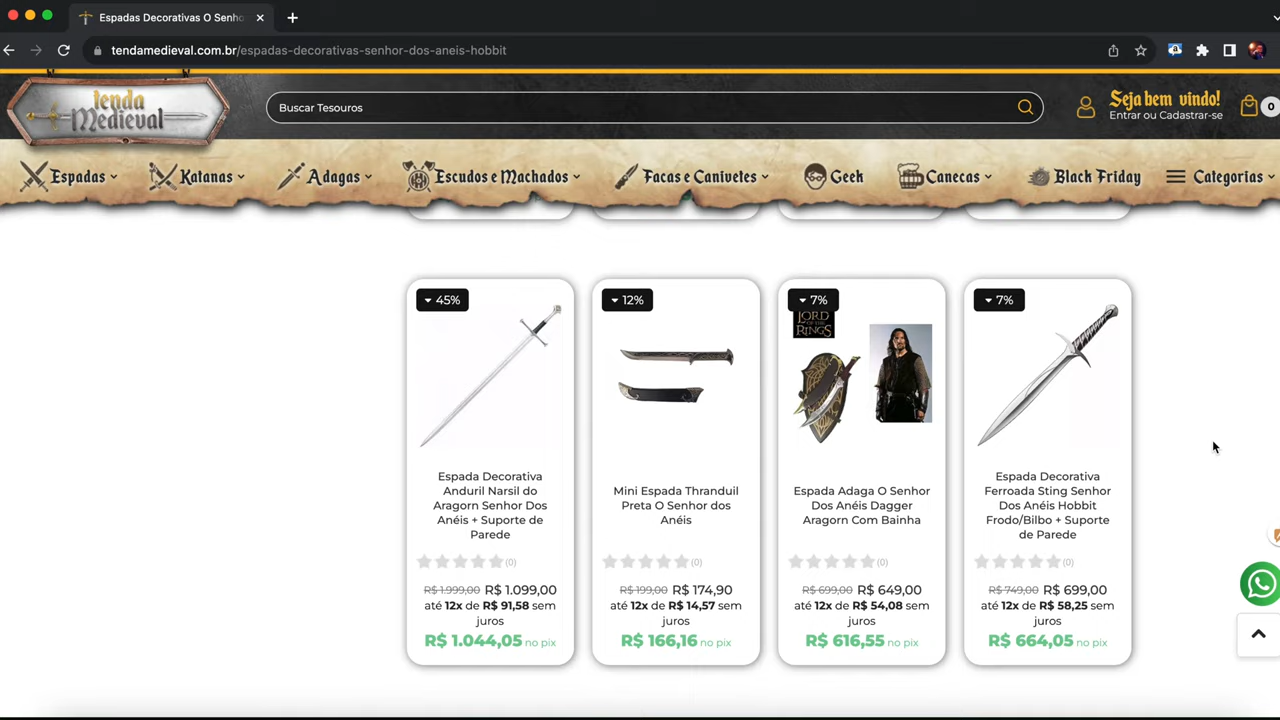 Espadas Decorativas O Senho
tendamedieval.com.br/espadas-decorativas-senhor-dos-aneis-hobbit
tenda
Medieval
Buscar Tesouros
Seja bem vindo!
Entrar ou Cadastrar-se
0
Espadas
Katanas
Adagas
Escudos e Machados
Facas e Canivetes
Geek
Canecas
Black Friday
Categorias
45%
Espada Decorativa
Anduril Narsil do
Aragorn Senhor Dos
Anéis + Suporte de
Parede
(0)
R$ 1.999,00 R$ 1.099,00
até 12x de R$ 91,58 sem
juros
R$ 1.044,05 no pix
12%
Mini Espada Thranduil
Preta O Senhor dos
Anéis
(0)
R$ 199,00 R$ 174,90
até 12x de R$ 14,57 sem
juros
R$ 166,16 no pix
7%
LORD
OF THE
RINGS
Espada Adaga O Senhor
Dos Anéis Dagger
Aragorn Com Bainha
(0)
R$ 699,00 R$ 649,00
até 12x de R$ 54,08 sem
juros
R$ 616,55 no pix
7%
Espada Decorativa
Ferroada Sting Senhor
Dos Anéis Hobbit
Frodo/Bilbo + Suporte
de Parede
(0)
R$ 749,00 R$ 699,00
até 12x de R$ 58,25 sem
juros
R$ 664,05 no pix